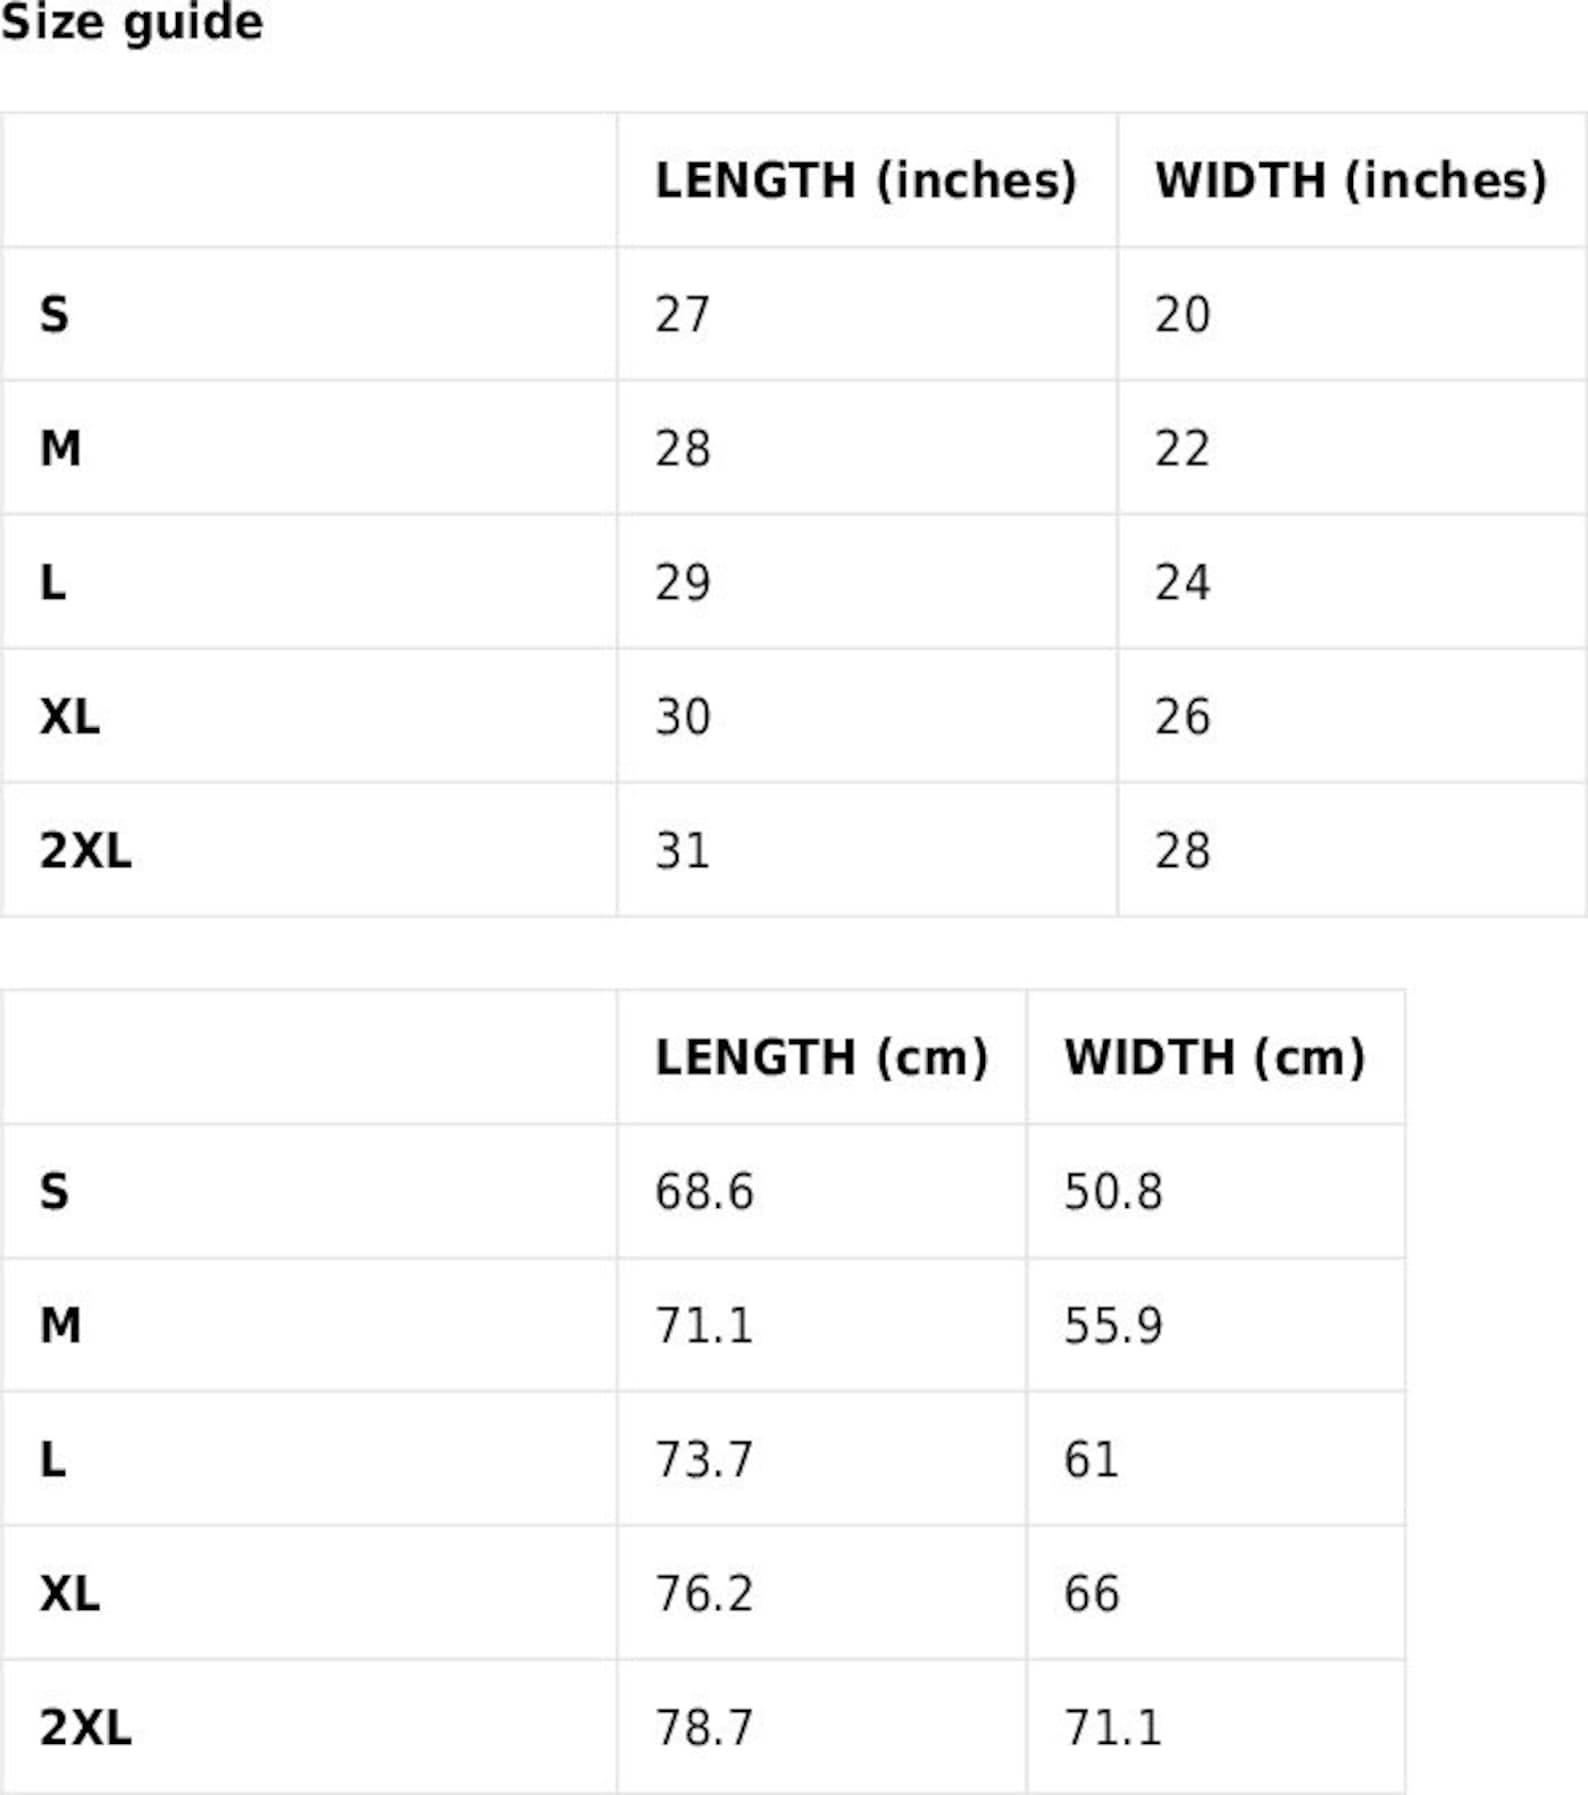 Size guide
LENGTH (inches) WIDTH (inches)
S 27 20
M 28 22
L 29 24
XL 30 26
2XL 31 28
LENGTH (cm) WIDTH (cm)
S 68.6 50.8
M 71.1 55.9
L 73.7 61
XL 76.2 66
2XL 78.7 71.1